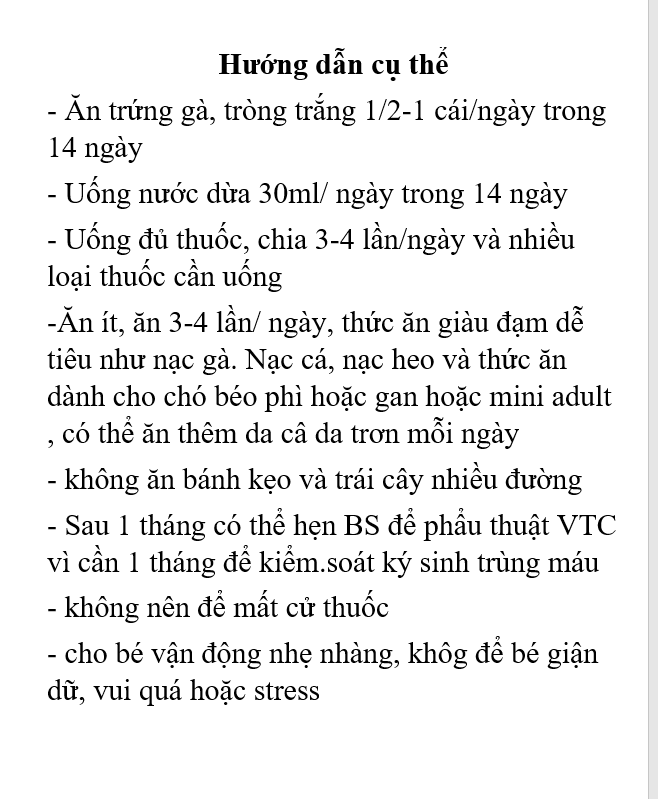 Hướng dẫn cụ thể
- Ăn trứng gà, tròng trắng 1/2-1 cái/ngày trong
14 ngày
- Uống nước dừa 30ml/ ngày trong 14 ngày
- Uống đủ thuốc, chia 3-4 lần/ngày và nhiều
loại thuốc cần uống
-Ăn ít, ăn 3-4 lần/ ngày, thức ăn giàu đạm dễ
tiêu như nạc gà. Nạc cá, nạc heo và thức ăn
dành cho chó béo phì hoặc gan hoặc mini adult
, có thể ăn thêm da câ da trơn mỗi ngày
- không ăn bánh kẹo và trái cây nhiều đường
- Sau 1 tháng có thể hẹn BS để phẩu thuật VTC
vì cần 1 tháng để kiểm.soát ký sinh trùng máu
- không nên để mất cử thuốc
- cho bé vận động nhẹ nhàng, khôg để bé giận
dữ, vui quá hoặc stress